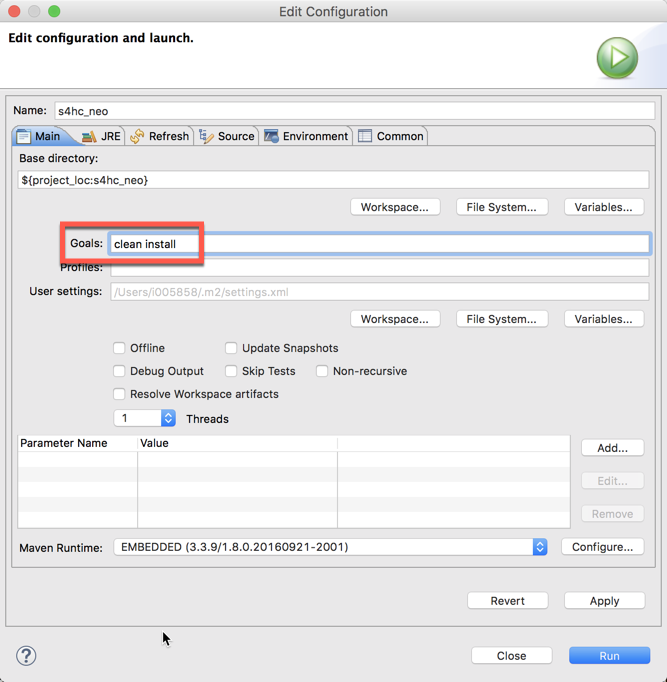 Edit Configuration
Edit configuration and launch.
Name: s4hc_neo
Main JRE Refresh Source Environment Common
Base directory:
${project_loc:s4hc_neo}
Workspace... File System... Variables...
Goals: clean install
Profiles:
User settings: /Users/i005858/.m2/settings.xml
Workspace... File System... Variables...
Offline Update Snapshots
Debug Output Skip Tests Non-recursive
Resolve Workspace artifacts
1 Threads
Parameter Name Value
Add...
Edit...
Remove
Maven Runtime: EMBEDDED (3.3.9/1.8.0.20160921-2001) Configure...
Revert Apply
? Close Run